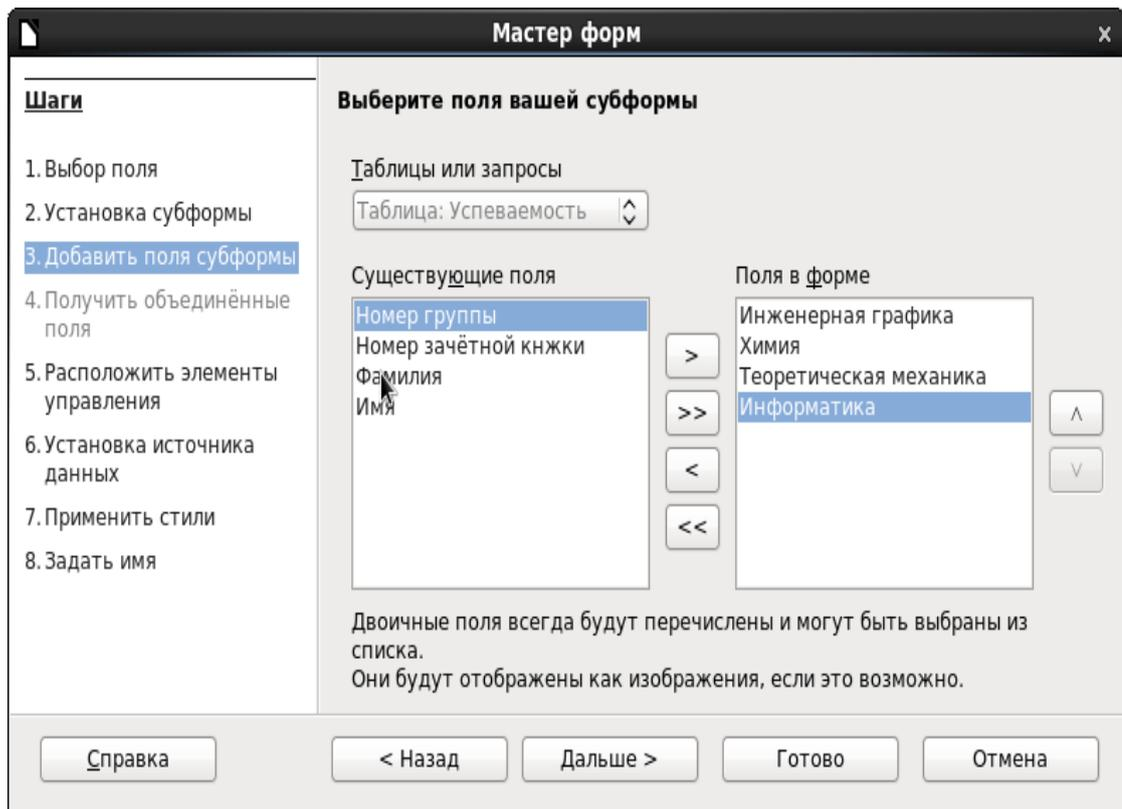 Мастер форм
x
Шаги
1. Выбор поля
2. Установка субформы
3. Добавить поля субформы
4. Получить объединённые
поля
5. Расположить элементы
управления
6. Установка источника
данных
7. Применить стили
8. Задать имя
Выберите поля вашей субформы
Таблицы или запросы
Таблица: Успеваемость
Существующие поля
Номер группы
Номер зачётной кнжки
Фамилия
Имя
>
>>
<
<<
Поля в форме
Инженерная графика
Химия
Теоретическая механика
Информатика
Двоичные поля всегда будут перечислены и могут быть выбраны из
списка.
Они будут отображены как изображения, если это возможно.
Справка
< Назад
Дальше >
Готово
Отмена